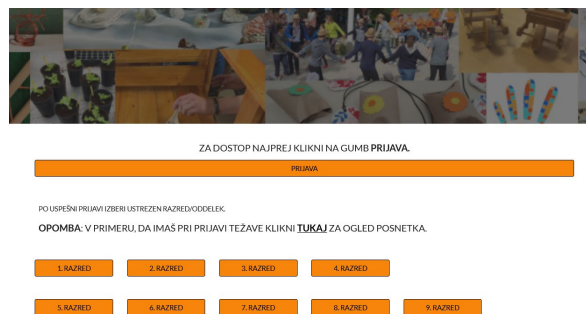 ZA DOSTOP NAJPREJ KLIKNI NA GUMB PRIJAVA.
PRIJAVA
PO USPEŠNI PRIJAVI IZBERI USTREZEN RAZRED/ODDELEK.
OPOMBA: V PRIMERU, DA IMAŠ PRI PRIJAVI TEŽAVE KLIKNI TUKAJ ZA OGLED POSNETKA.
1. RAZRED 2. RAZRED 3. RAZRED 4. RAZRED
5. RAZRED 6. RAZRED 7. RAZRED 8. RAZRED 9. RAZRED